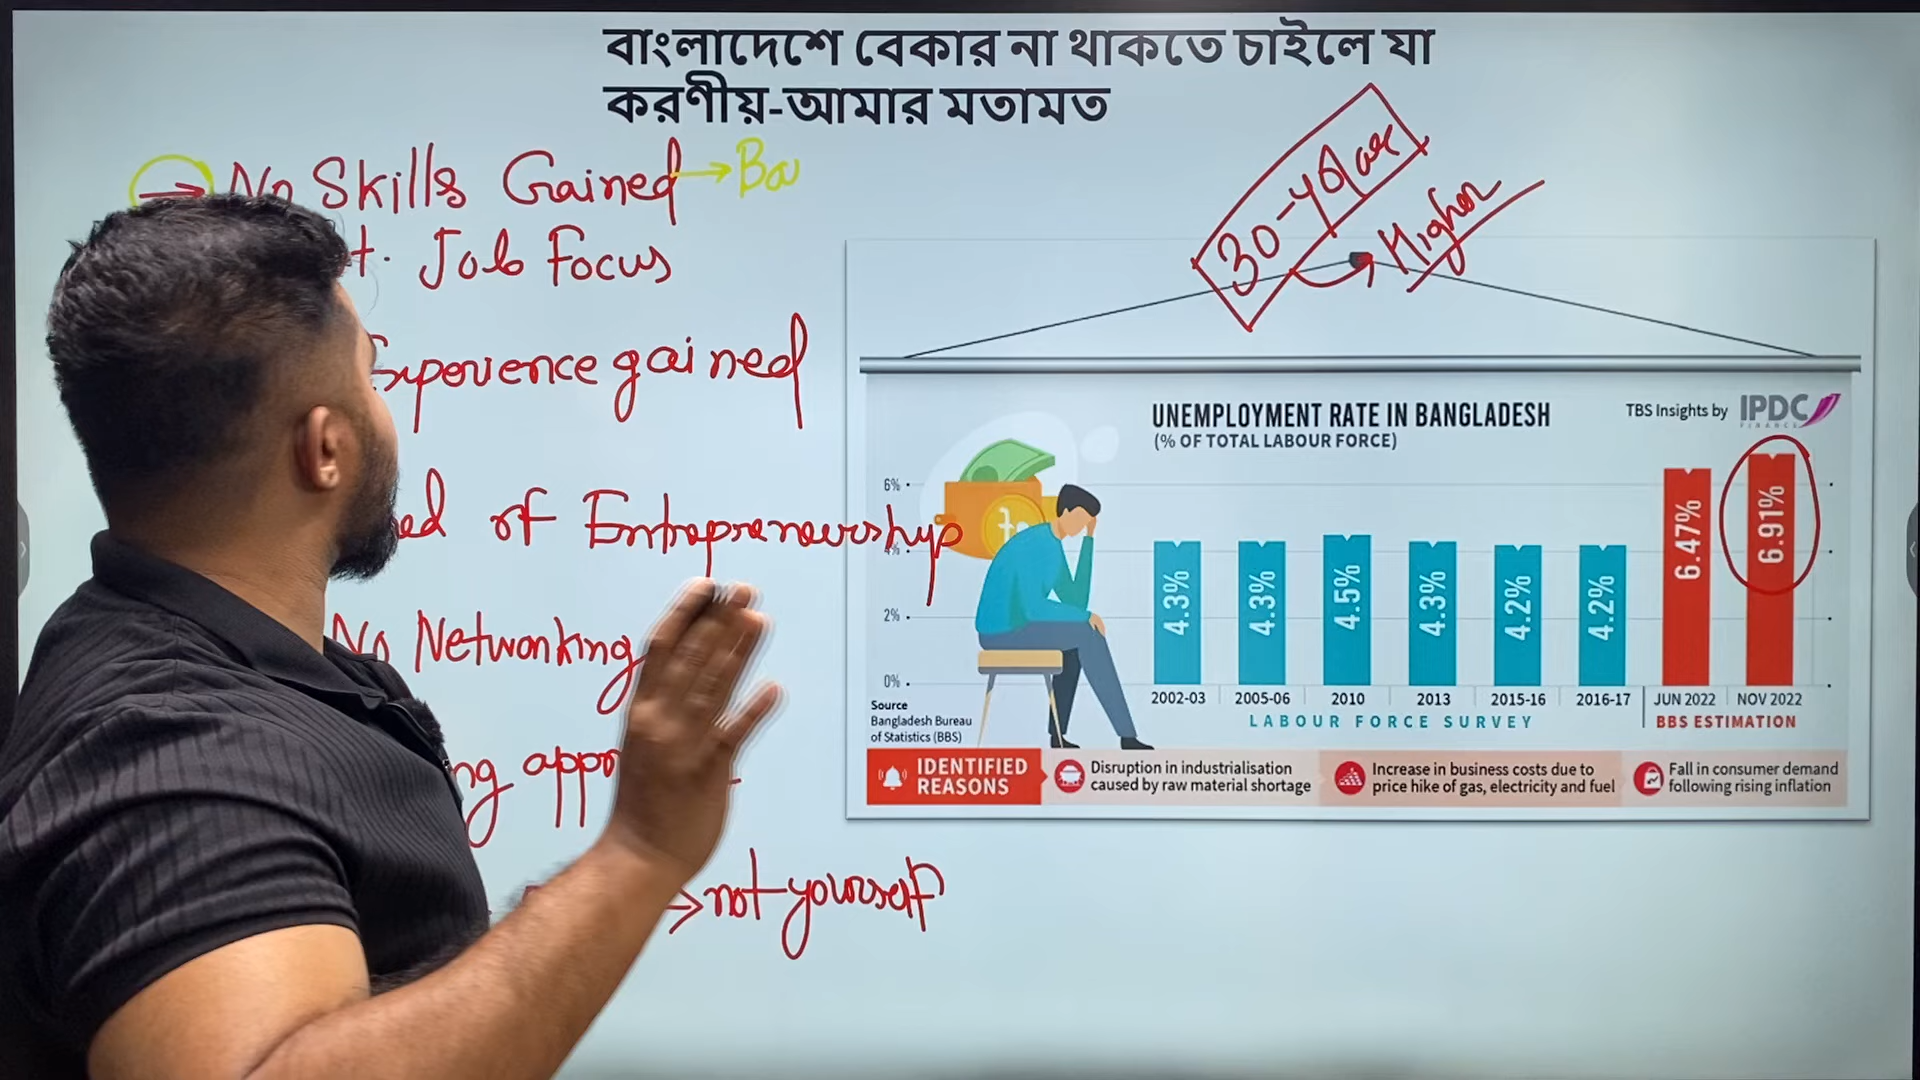 বাংলাদেশে বেকার না থাকতে চাইলে যা
করণীয়-আমার মতামত
No Skills Gained → Ba
t. Job Focus
Experience gained
of Entrepreneurship
No Networking
not yourself
30-year
Higher
UNEMPLOYMENT RATE IN BANGLADESH
(% OF TOTAL LABOUR FORCE)
TBS Insights by IPDC
FINANCE
6%
4%
2%
0%
4.3%
4.3%
4.5%
4.3%
4.2%
4.2%
6.47%
6.91%
2002-03 2005-06 2010 2013 2015-16 2016-17 JUN 2022 NOV 2022
LABOUR FORCE SURVEY BBS ESTIMATION
Source
Bangladesh Bureau
of Statistics (BBS)
IDENTIFIED
REASONS
Disruption in industrialisation
caused by raw material shortage
Increase in business costs due to
price hike of gas, electricity and fuel
Fall in consumer demand
following rising inflation